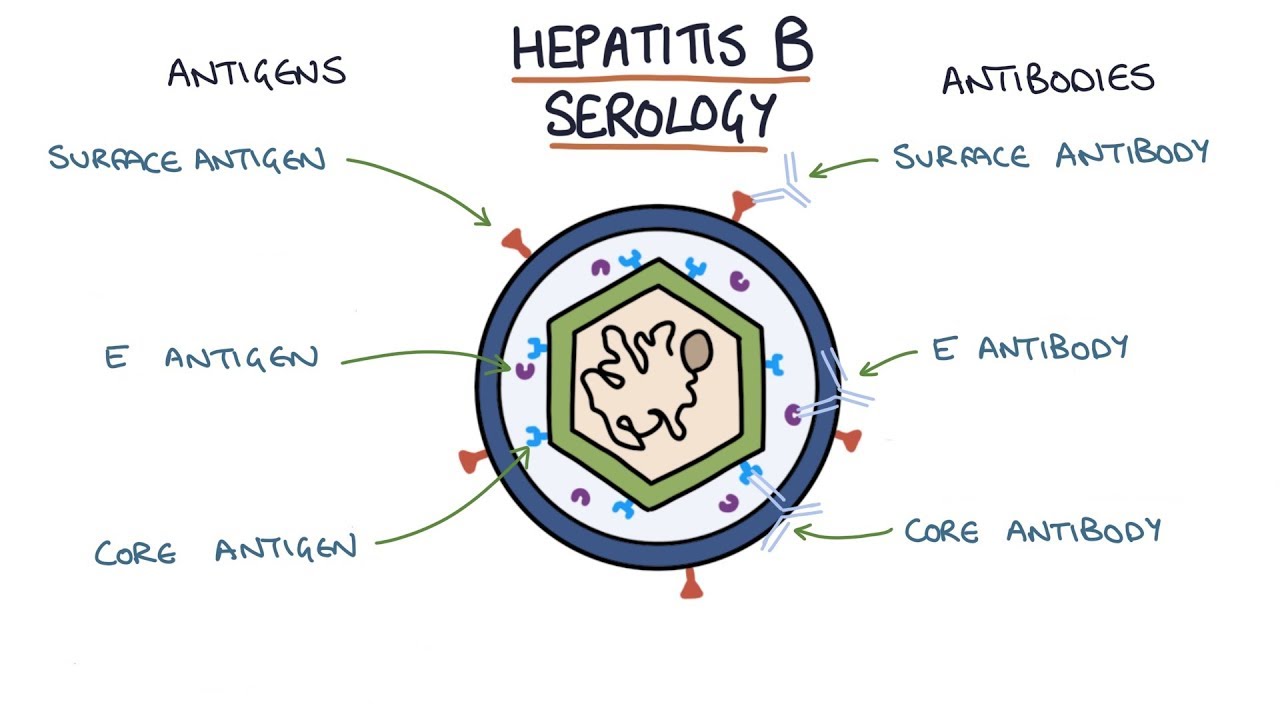 HEPATITIS B
SEROLOGY
ANTIGENS
SURFACE ANTIGEN
E ANTIGEN
CORE ANTIGEN
ANTIBODIES
SURFACE ANTIBODY
E ANTIBODY
CORE ANTIBODY